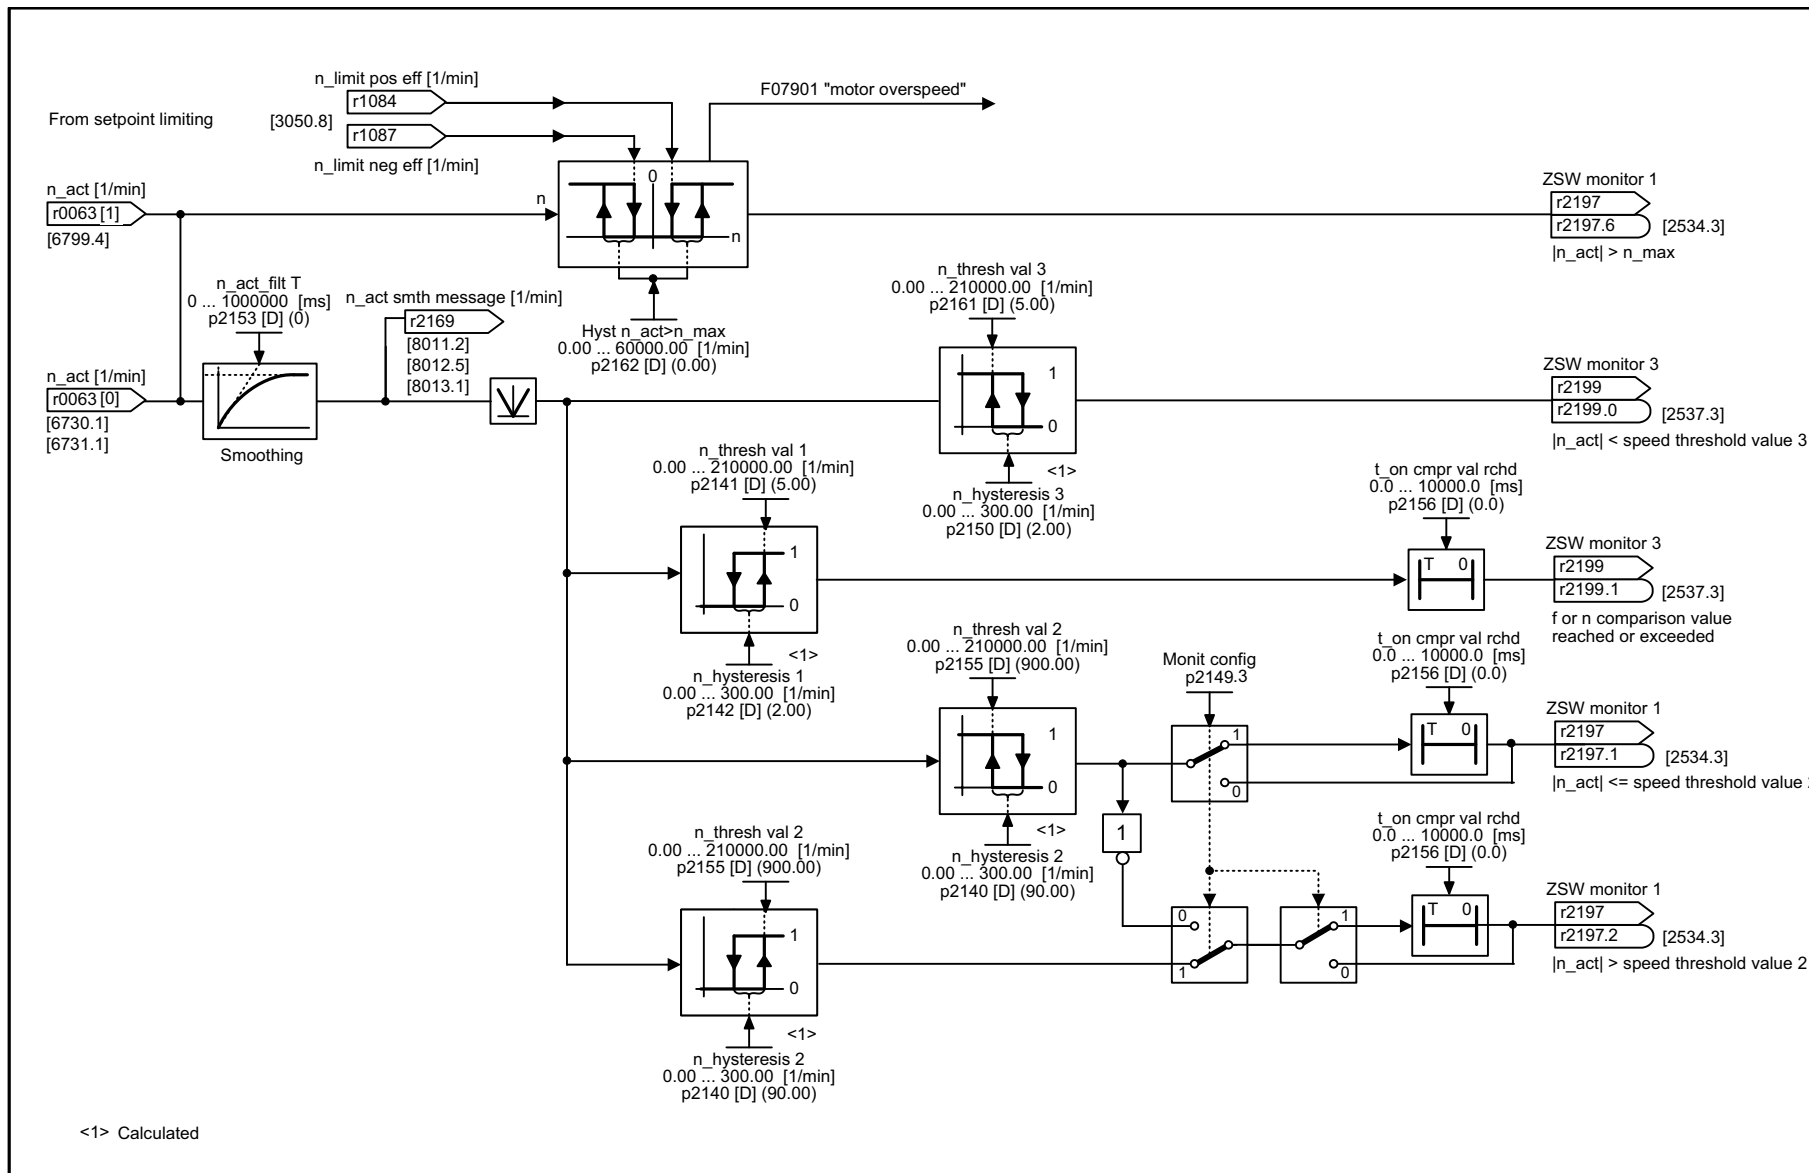 n_limit pos eff [1/min]
r1084
F07901 "motor overspeed"
From setpoint limiting
[3050.8]
r1087
n_limit neg eff [1/min]
0
n
n
n_act [1/min]
r0063 [1]
[6799.4]
ZSW monitor 1
r2197
r2197.6 [2534.3]
|n_act| > n_max
n_act_filt T
0 ... 1000000 [ms]
p2153 [D] (0)
n_act smth message [1/min]
r2169
[8011.2]
[8012.5]
[8013.1]
Hyst n_act>n_max
0.00 ... 60000.00 [1/min]
p2162 [D] (0.00)
n_thresh val 3
0.00 ... 210000.00 [1/min]
p2161 [D] (5.00)
1
0
<1>
n_hysteresis 3
0.00 ... 300.00 [1/min]
p2150 [D] (2.00)
ZSW monitor 3
r2199
r2199.0 [2537.3]
|n_act| < speed threshold value 3
n_act [1/min]
r0063 [0]
[6730.1]
[6731.1]
Smoothing
n_thresh val 1
0.00 ... 210000.00 [1/min]
p2141 [D] (5.00)
1
0
<1>
n_hysteresis 1
0.00 ... 300.00 [1/min]
p2142 [D] (2.00)
t_on cmpr val rchd
0.0 ... 10000.0 [ms]
p2156 [D] (0.0)
T 0
ZSW monitor 3
r2199
r2199.1 [2537.3]
f or n comparison value
reached or exceeded
n_thresh val 2
0.00 ... 210000.00 [1/min]
p2155 [D] (900.00)
1
0
<1>
n_hysteresis 2
0.00 ... 300.00 [1/min]
p2140 [D] (90.00)
Monit config
p2149.3
1
0
1
t_on cmpr val rchd
0.0 ... 10000.0 [ms]
p2156 [D] (0.0)
T 0
ZSW monitor 1
r2197
r2197.1 [2534.3]
|n_act| <= speed threshold value
n_thresh val 2
0.00 ... 210000.00 [1/min]
p2155 [D] (900.00)
1
0
<1>
n_hysteresis 2
0.00 ... 300.00 [1/min]
p2140 [D] (90.00)
0
1
1
0
t_on cmpr val rchd
0.0 ... 10000.0 [ms]
p2156 [D] (0.0)
T 0
ZSW monitor 1
r2197
r2197.2 [2534.3]
|n_act| > speed threshold value 2
<1> Calculated